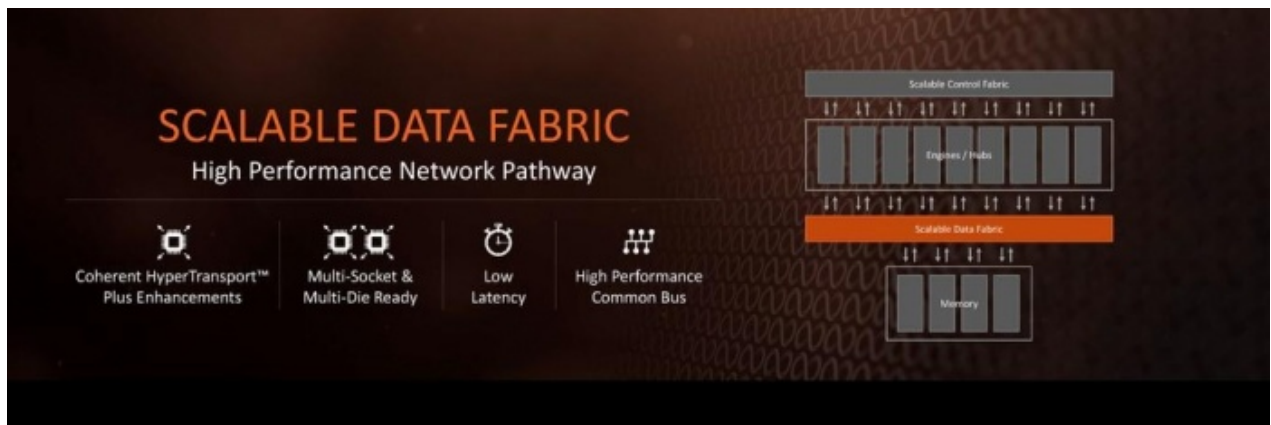 SCALABLE DATA FABRIC
High Performance Network Pathway
Coherent HyperTransport™
Plus Enhancements
Multi-Socket &
Multi-Die Ready
Low
Latency
High Performance
Common Bus
Scalable Control Fabric
Engines / Hubs
Scalable Data Fabric
Memory